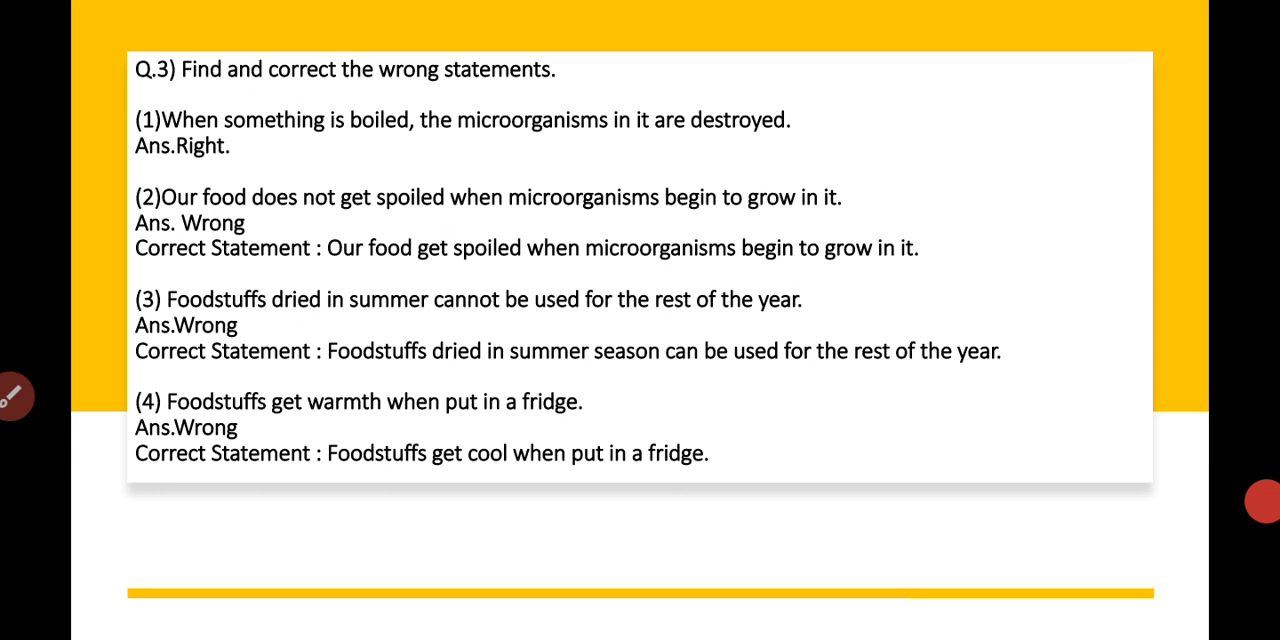 Q.3) Find and correct the wrong statements.
(1)When something is boiled, the microorganisms in it are destroyed.
Ans.Right.
(2)Our food does not get spoiled when microorganisms begin to grow in it.
Ans. Wrong
Correct Statement : Our food get spoiled when microorganisms begin to grow in it.
(3) Foodstuffs dried in summer cannot be used for the rest of the year.
Ans.Wrong
Correct Statement : Foodstuffs dried in summer season can be used for the rest of the year.
(4) Foodstuffs get warmth when put in a fridge.
Ans.Wrong
Correct Statement : Foodstuffs get cool when put in a fridge.